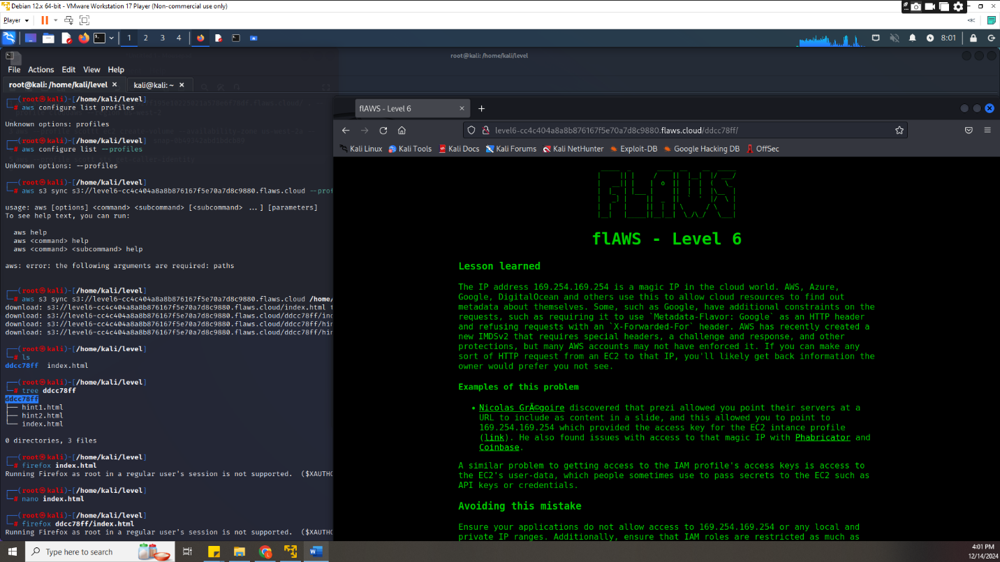 Debian 12.x 64-bit - VMware Workstation 17 Player (Non-commercial use only)
Player
1 2 3 4
8:01
root@kali: /home/kali/level
File Actions Edit View Help
root@kali: /home/kali/level × kali@kali: ~ ×
┌──(root㉿kali)-[/home/kali/level]
└─# aws configure list profiles
Unknown options: profiles
┌──(root㉿kali)-[/home/kali/level]
└─# aws configure list --profiles
Unknown options: --profiles
┌──(root㉿kali)-[/home/kali/level]
└─# aws s3 sync s3://level6-cc4c404a8a8b876167f5e70a7d8c9880.flaws.cloud --prof
usage: aws [options] <command> <subcommand> [<subcommand> ...] [parameters]
To see help text, you can run:
aws help
aws <command> help
aws <command> <subcommand> help
aws: error: the following arguments are required: paths
┌──(root㉿kali)-[/home/kali/level]
└─# aws s3 sync s3://level6-cc4c404a8a8b876167f5e70a7d8c9880.flaws.cloud /home/
download: s3://level6-cc4c404a8a8b876167f5e70a7d8c9880.flaws.cloud/index.html t
download: s3://level6-cc4c404a8a8b876167f5e70a7d8c9880.flaws.cloud/ddcc78ff/ind
download: s3://level6-cc4c404a8a8b876167f5e70a7d8c9880.flaws.cloud/ddcc78ff/hin
download: s3://level6-cc4c404a8a8b876167f5e70a7d8c9880.flaws.cloud/ddcc78ff/hin
┌──(root㉿kali)-[/home/kali/level]
└─# ls
ddcc78ff index.html
┌──(root㉿kali)-[/home/kali/level]
└─# tree ddcc78ff
ddcc78ff
├── hint1.html
├── hint2.html
└── index.html
0 directories, 3 files
┌──(root㉿kali)-[/home/kali/level]
└─# firefox index.html
Running Firefox as root in a regular user's session is not supported. ($XAUTHO
┌──(root㉿kali)-[/home/kali/level]
└─# nano index.html
┌──(root㉿kali)-[/home/kali/level]
└─# firefox ddcc78ff/index.html
Running Firefox as root in a regular user's session is not supported. ($XAUTHO
flAWS - Level 6 × +
level6-cc4c404a8a8b876167f5e70a7d8c9880.flaws.cloud/ddcc78ff/
Kali Linux Kali Tools Kali Docs Kali Forums Kali NetHunter Exploit-DB Google Hacking DB OffSec
FLAWS
flAWS - Level 6
Lesson learned
The IP address 169.254.169.254 is a magic IP in the cloud world. AWS, Azure,
Google, DigitalOcean and others use this to allow cloud resources to find out
metadata about themselves. Some, such as Google, have additional constraints on the
requests, such as requiring it to use `Metadata-Flavor: Google` as an HTTP header
and refusing requests with an `X-Forwarded-For` header. AWS has recently created a
new IMDSv2 that requires special headers, a challenge and response, and other
protections, but many AWS accounts may not have enforced it. If you can make any
sort of HTTP request from an EC2 to that IP, you'll likely get back information the
owner would prefer you not see.
Examples of this problem
• Nicolas GrÃ©goire discovered that prezi allowed you point their servers at a
URL to include as content in a slide, and this allowed you to point to
169.254.169.254 which provided the access key for the EC2 intance profile
(link). He also found issues with access to that magic IP with Phabricator and
Coinbase.
A similar problem to getting access to the IAM profile's access keys is access to
the EC2's user-data, which people sometimes use to pass secrets to the EC2 such as
API keys or credentials.
Avoiding this mistake
Ensure your applications do not allow access to 169.254.169.254 or any local and
private IP ranges. Additionally, ensure that IAM roles are restricted as much as
Type here to search
4:01 PM
12/14/2024